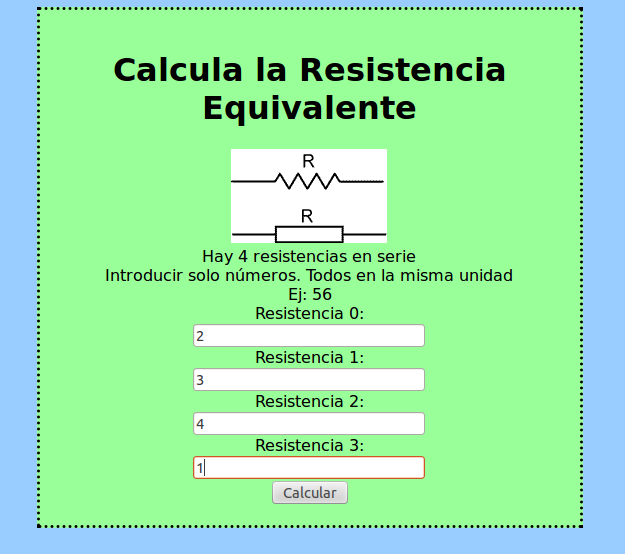 Calcula la Resistencia
Equivalente
R
R
Hay 4 resistencias en serie
Introducir solo números. Todos en la misma unidad
Ej: 56
Resistencia 0:
2
Resistencia 1:
3
Resistencia 2:
4
Resistencia 3:
1
Calcular